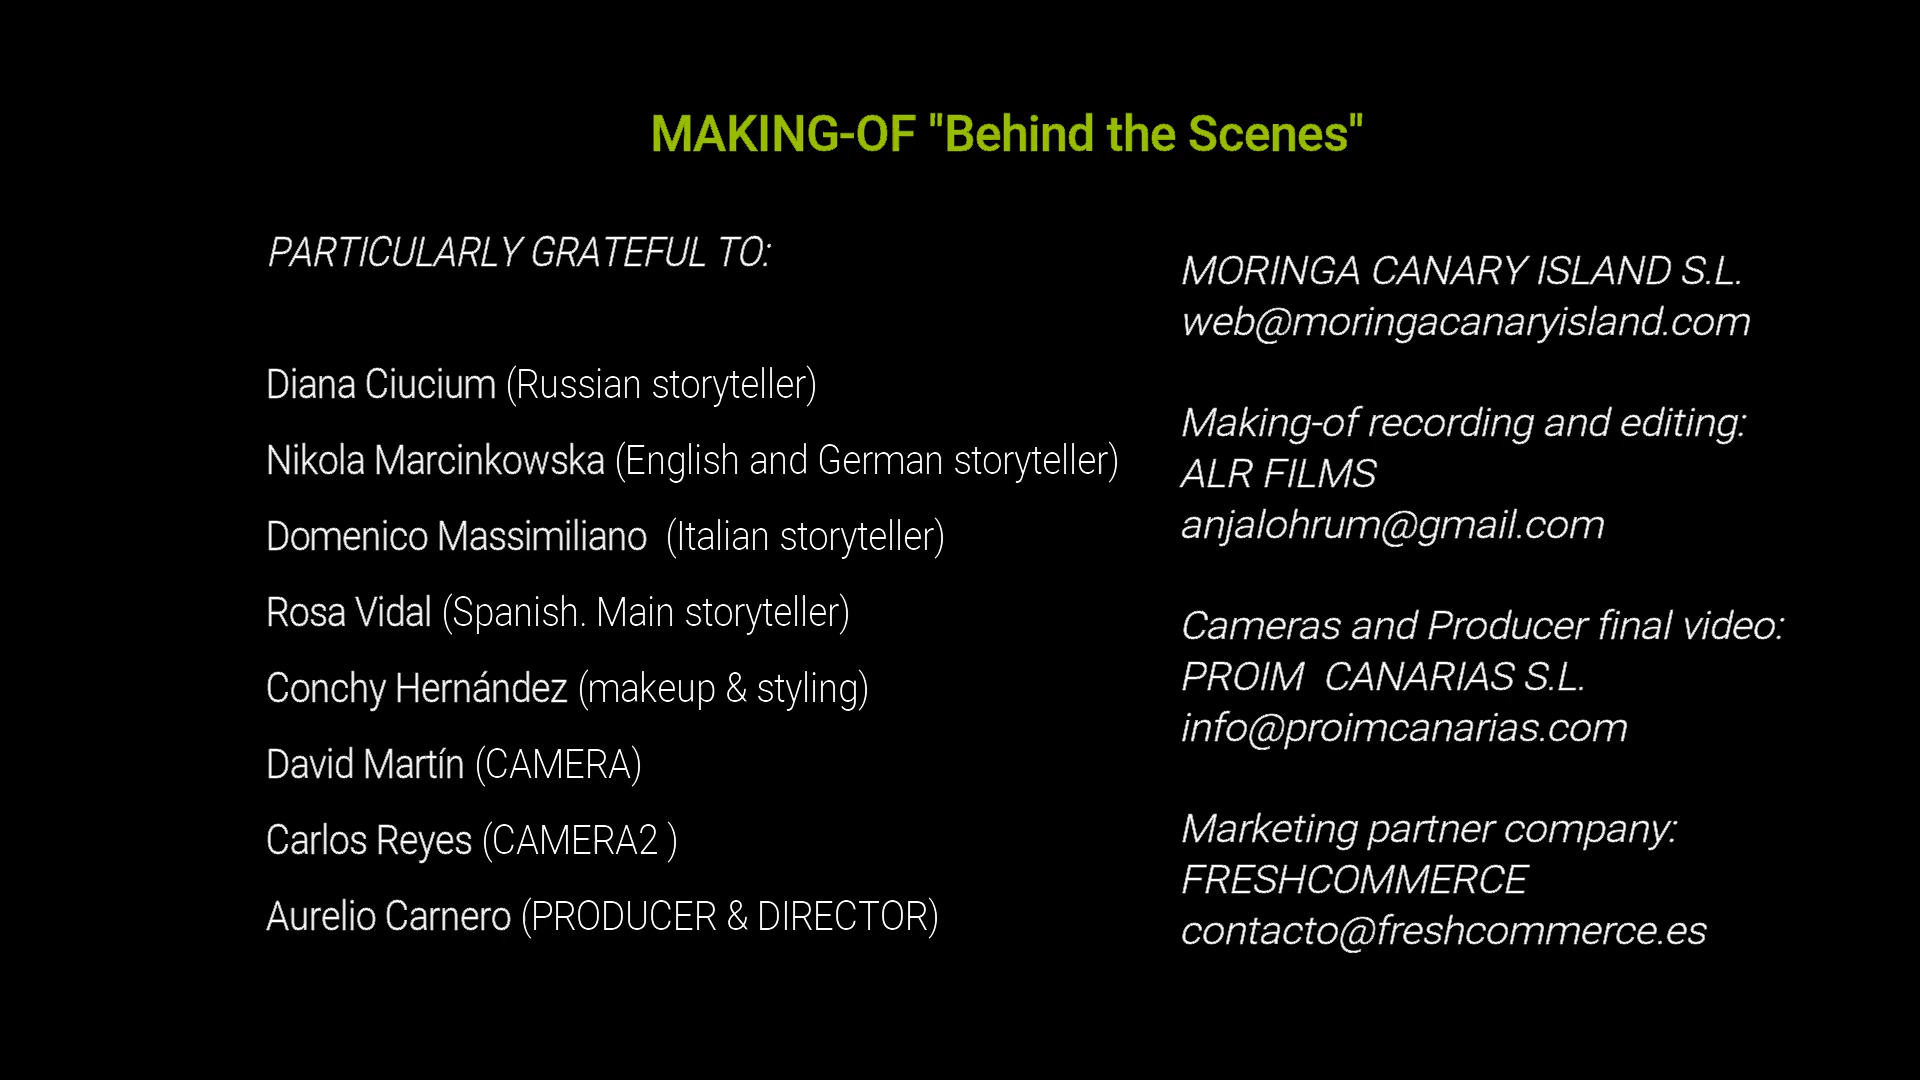 MAKING-OF "Behind the Scenes"
PARTICULARLY GRATEFUL TO:
Diana Ciucium (Russian storyteller)
Nikola Marcinkowska (English and German storyteller)
Domenico Massimiliano  (Italian storyteller)
Rosa Vidal (Spanish. Main storyteller)
Conchy Hernández (makeup & styling)
David Martín (CAMERA)
Carlos Reyes (CAMERA2 )
Aurelio Carnero (PRODUCER & DIRECTOR)
MORINGA CANARY ISLAND S.L.
web@moringacanaryisland.com
Making-of recording and editing:
ALR FILMS
anjalohrum@gmail.com
Cameras and Producer final video:
PROIM  CANARIAS S.L.
info@proimcanarias.com
Marketing partner company:
FRESHCOMMERCE
contacto@freshcommerce.es